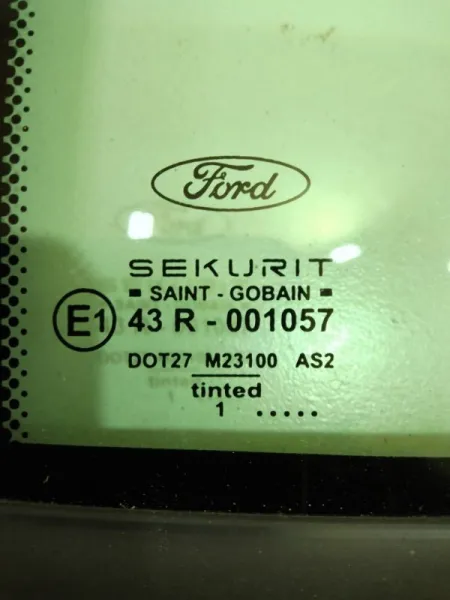 Ford
SEKURIT
SAINT - GOBAIN
E1 43 R - 001057
DOT27 M23100 AS2
tinted
1 .....